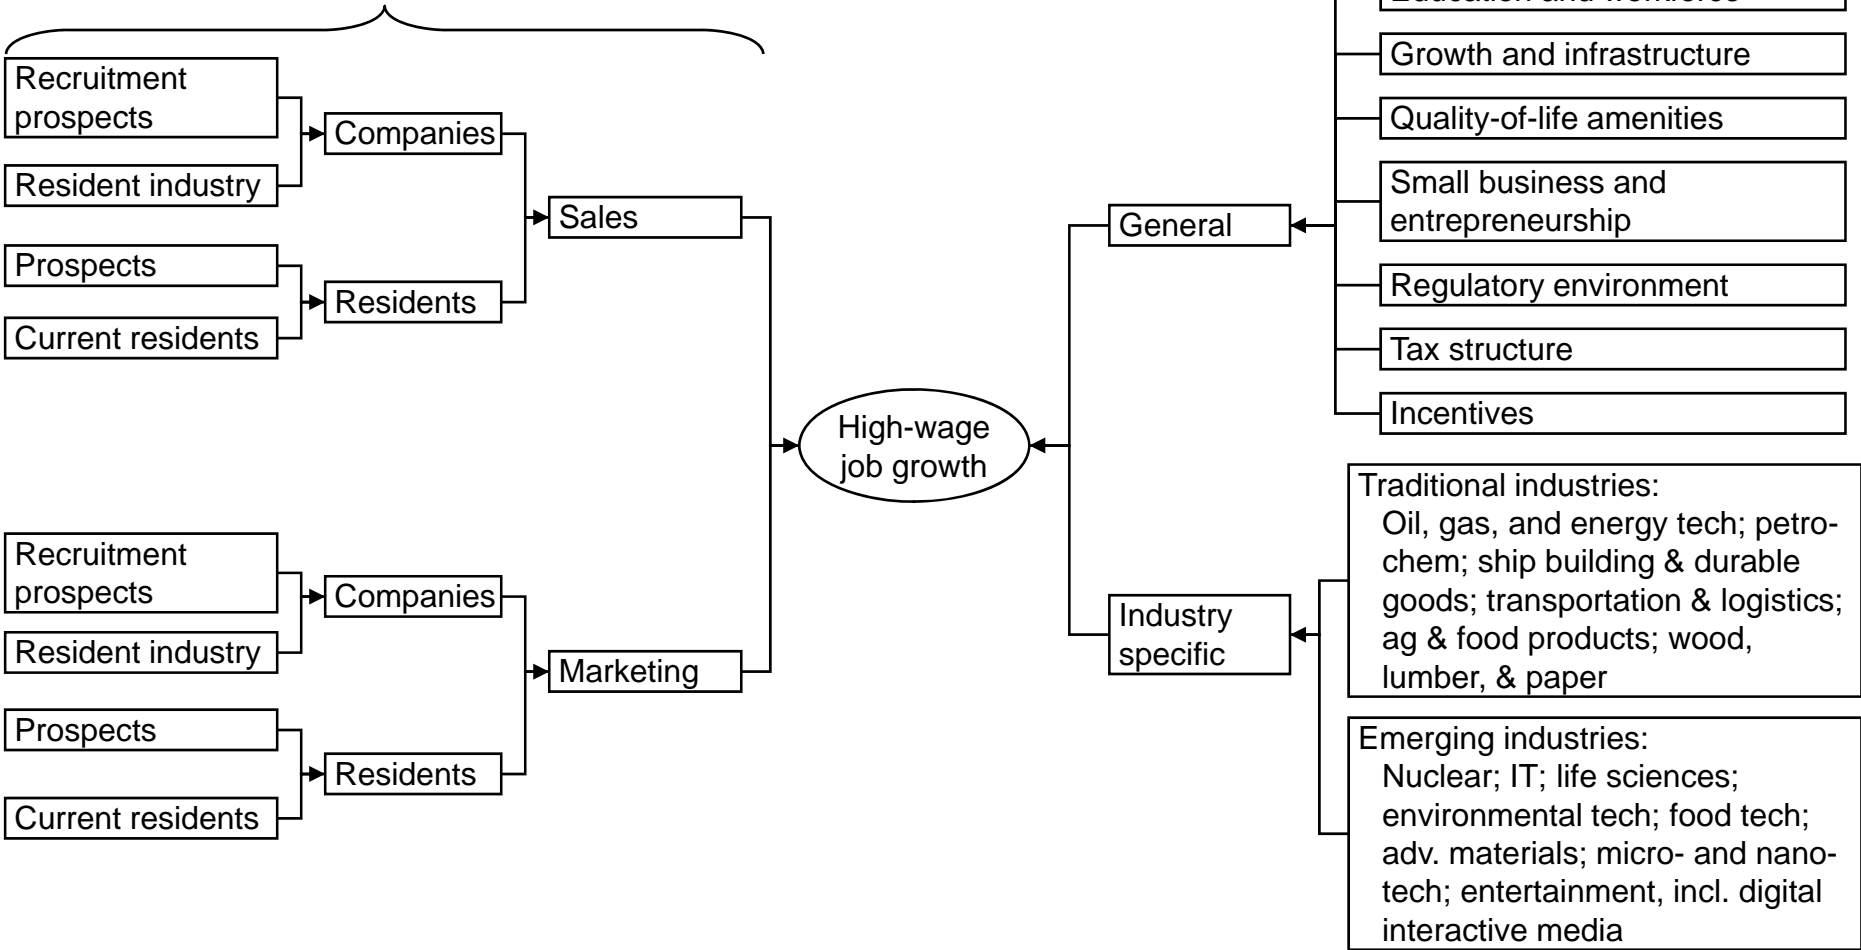 Education and workforce
Recruitment
prospects
Resident industry
Prospects
Current residents
Companies
Residents
Sales
Recruitment
prospects
Resident industry
Prospects
Current residents
Companies
Residents
Marketing
High-wage
job growth
General
Industry
specific
Growth and infrastructure
Quality-of-life amenities
Small business and
entrepreneurship
Regulatory environment
Tax structure
Incentives
Traditional industries:
Oil, gas, and energy tech; petro-
chem; ship building & durable
goods; transportation & logistics;
ag & food products; wood,
lumber, & paper
Emerging industries:
Nuclear; IT; life sciences;
environmental tech; food tech;
adv. materials; micro- and nano-
tech; entertainment, incl. digital
interactive media